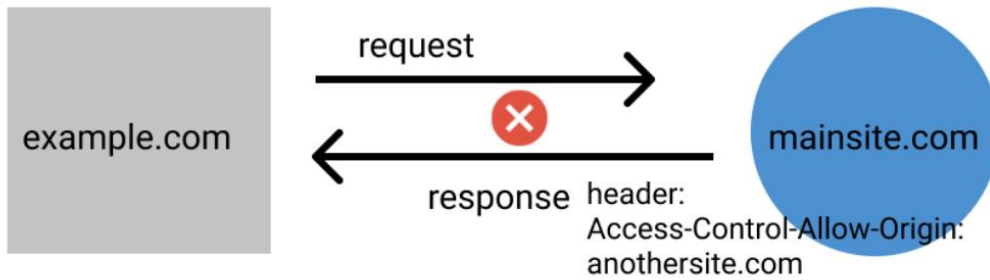 request
example.com
mainsite.com
response
header:
Access-Control-Allow-Origin:
anothersite.com